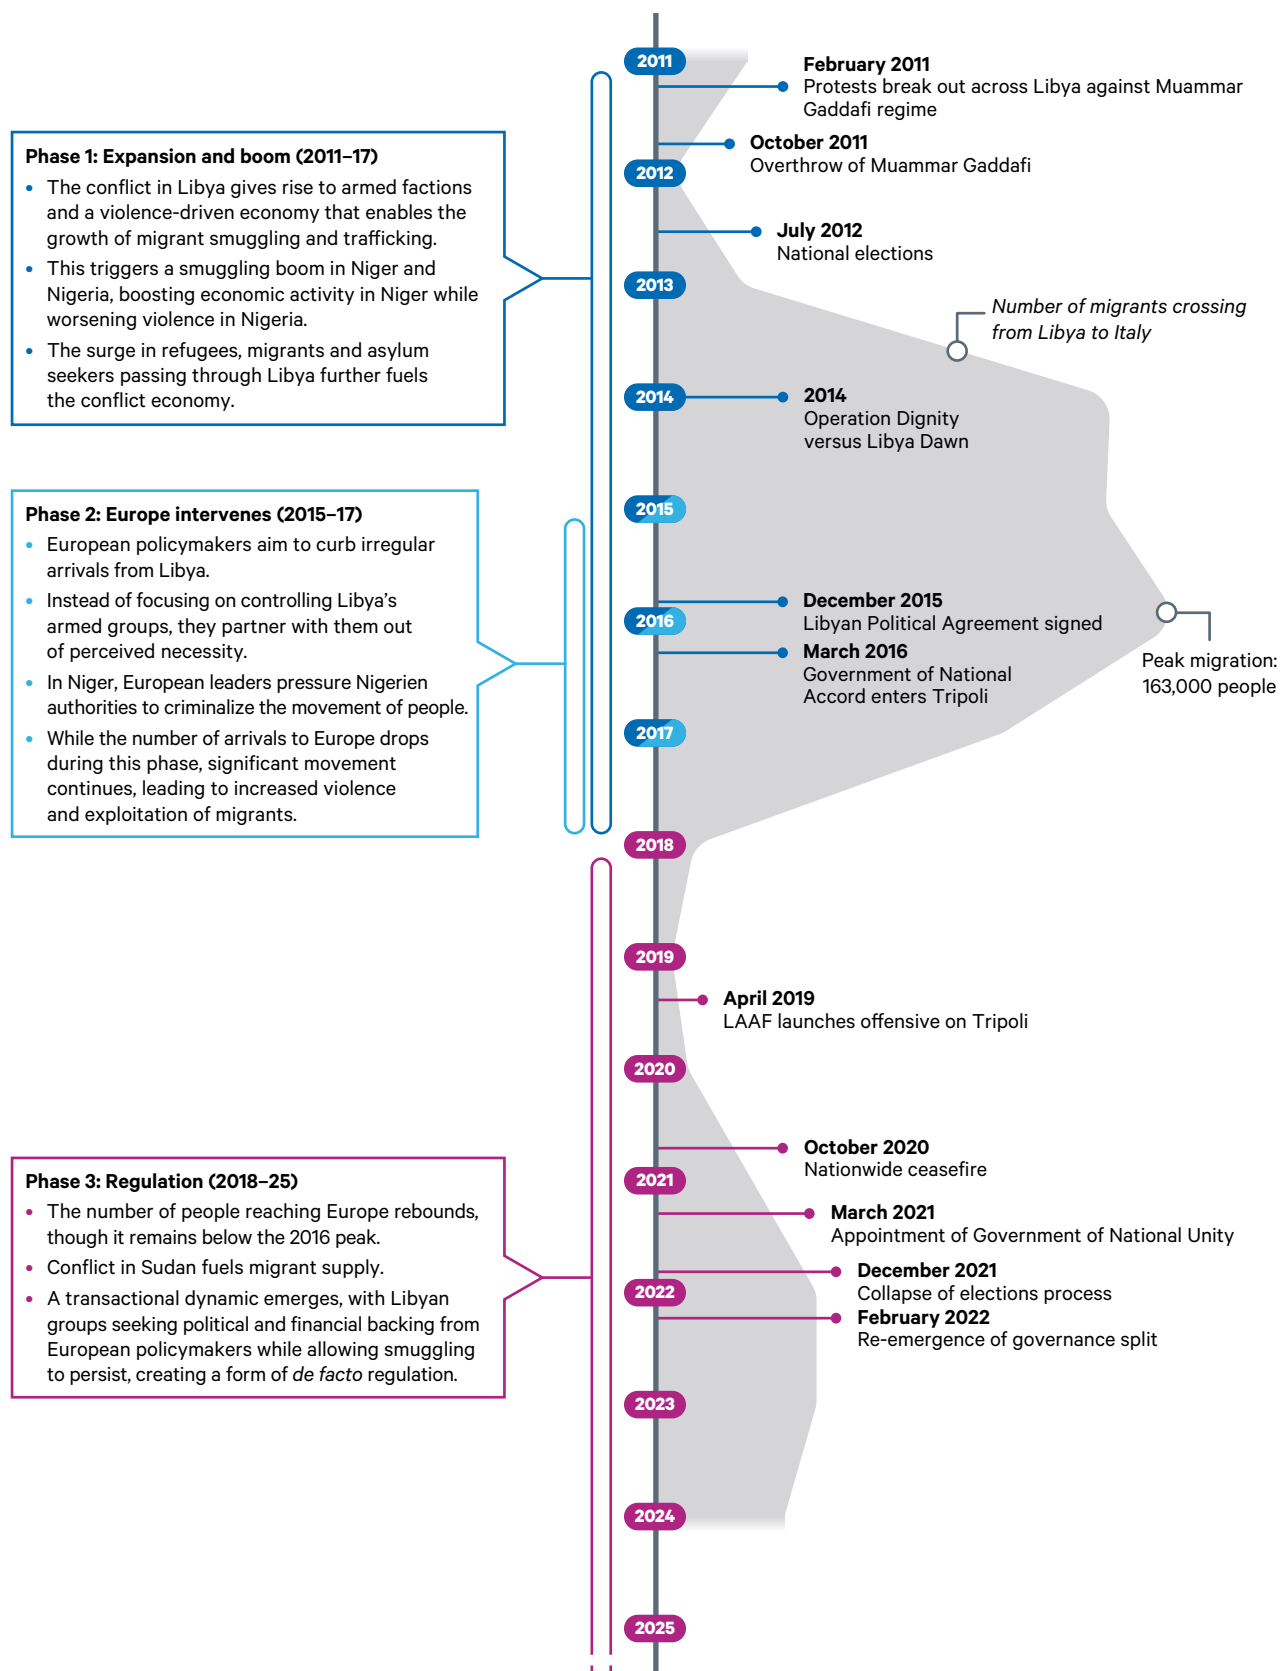 2011
February 2011
Protests break out across Libya against Muammar
Gaddafi regime
October 2011
Overthrow of Muammar Gaddafi
Phase 1: Expansion and boom (2011–17)
• The conflict in Libya gives rise to armed factions
and a violence-driven economy that enables the
growth of migrant smuggling and trafficking.
• This triggers a smuggling boom in Niger and
Nigeria, boosting economic activity in Niger while
worsening violence in Nigeria.
• The surge in refugees, migrants and asylum
seekers passing through Libya further fuels
the conflict economy.
2012
July 2012
National elections
2013
Number of migrants crossing
from Libya to Italy
2014
2014
Operation Dignity
versus Libya Dawn
Phase 2: Europe intervenes (2015–17)
• European policymakers aim to curb irregular
arrivals from Libya.
• Instead of focusing on controlling Libya’s
armed groups, they partner with them out
of perceived necessity.
• In Niger, European leaders pressure Nigerien
authorities to criminalize the movement of people.
• While the number of arrivals to Europe drops
during this phase, significant movement
continues, leading to increased violence
and exploitation of migrants.
2015
December 2015
Libyan Political Agreement signed
2016
March 2016
Government of National
Accord enters Tripoli
Peak migration:
163,000 people
2017
2018
2019
April 2019
LAAF launches offensive on Tripoli
2020
October 2020
Nationwide ceasefire
Phase 3: Regulation (2018–25)
• The number of people reaching Europe rebounds,
though it remains below the 2016 peak.
• Conflict in Sudan fuels migrant supply.
• A transactional dynamic emerges, with Libyan
groups seeking political and financial backing from
European policymakers while allowing smuggling
to persist, creating a form of de facto regulation.
2021
March 2021
Appointment of Government of National Unity
December 2021
Collapse of elections process
2022
February 2022
Re-emergence of governance split
2023
2024
2025